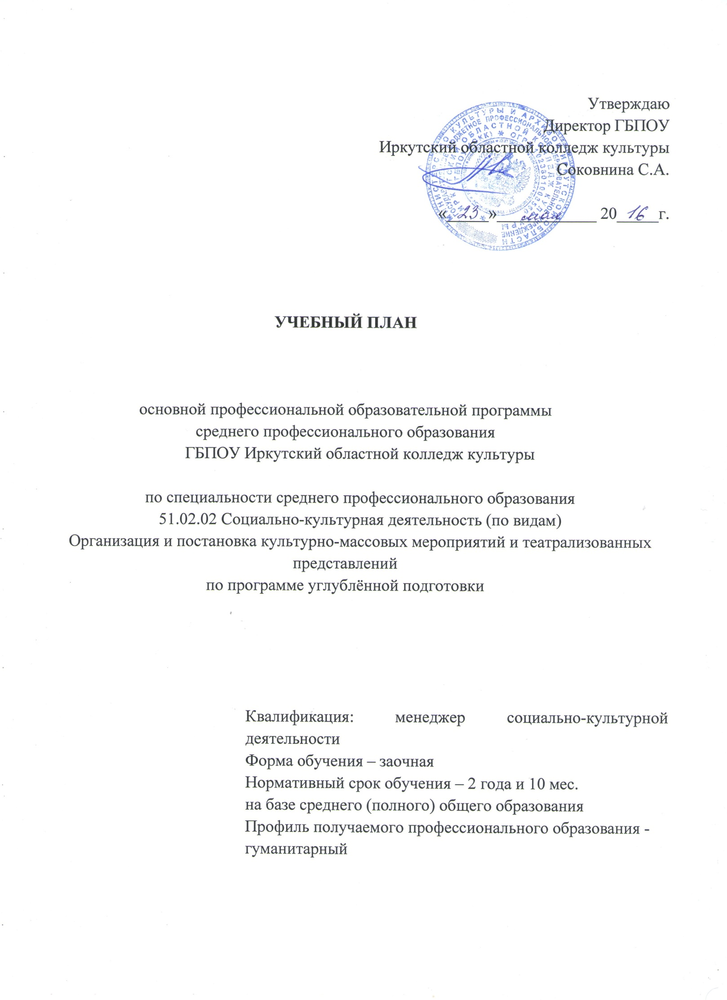 Утверждаю
Директор ГБПОУ
Иркутский областной колледж культуры
Соковнина С.А.
«23» мая 2016г.
УЧЕБНЫЙ ПЛАН
основной профессиональной образовательной программы
среднего профессионального образования
ГБПОУ Иркутский областной колледж культуры
по специальности среднего профессионального образования
51.02.02 Социально-культурная деятельность (по видам)
Организация и постановка культурно-массовых мероприятий и театрализованных
представлений
по программе углублённой подготовки
Квалификация: менеджер социально-культурной
деятельности
Форма обучения – заочная
Нормативный срок обучения – 2 года и 10 мес.
на базе среднего (полного) общего образования
Профиль получаемого профессионального образования -
гуманитарный